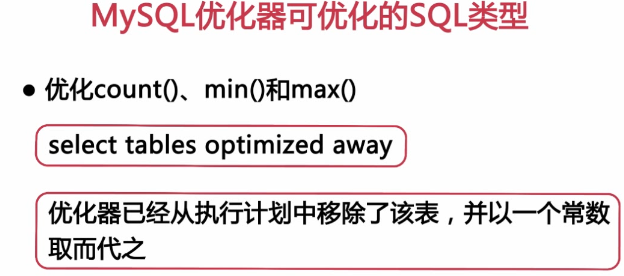 MySQL优化器可优化的SQL类型
● 优化count()、min()和max()
select tables optimized away
优化器已经从执行计划中移除了该表，并以一个常数
取而代之